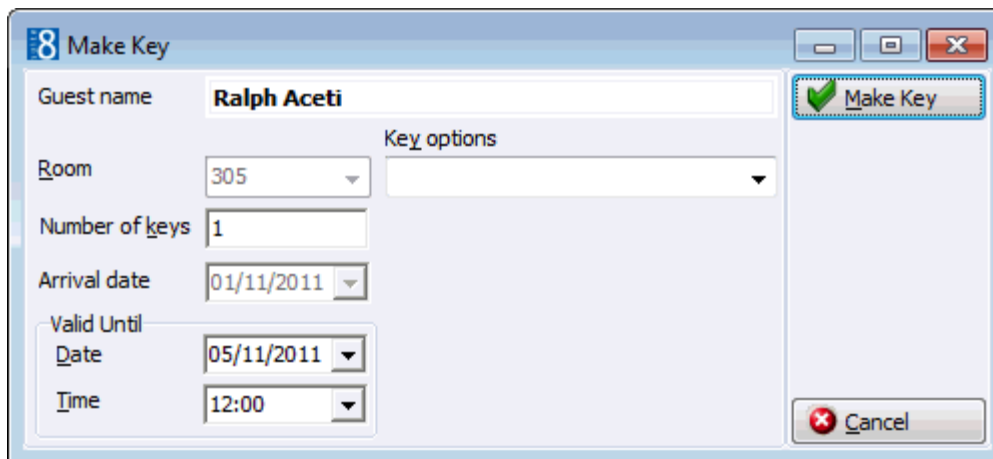 8 Make Key
Guest name Ralph Aceti
Make Key
Key options
Room 305
Number of keys 1
Arrival date 01/11/2011
Valid Until
Date 05/11/2011
Time 12:00
Cancel